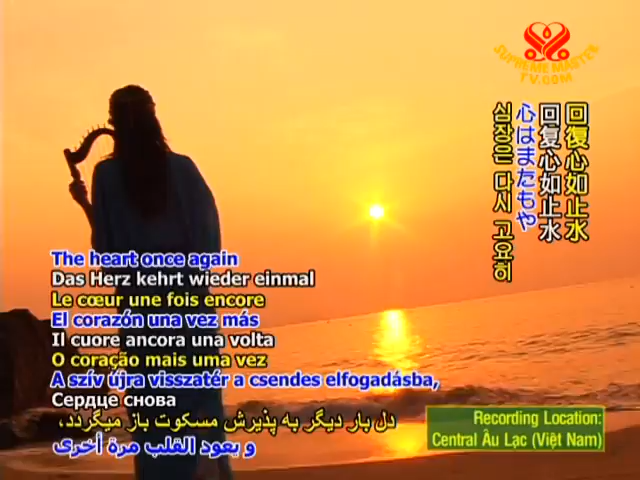 SUPREME MASTER
TV.COM
回復心如止水
回复心如止水
心はまたもや
심장은 다시 고요히
The heart once again
Das Herz kehrt wieder einmal
Le cœur une fois encore
El corazón una vez más
Il cuore ancora una volta
O coração mais uma vez
A szív újra visszatér a csendes elfogadásba,
Сердце снова
دل بار دیگر به پذیرش مسکوت باز میگردد،
و يعود القلب مرة أخرى
Recording Location:
Central Âu Lạc (Việt Nam)